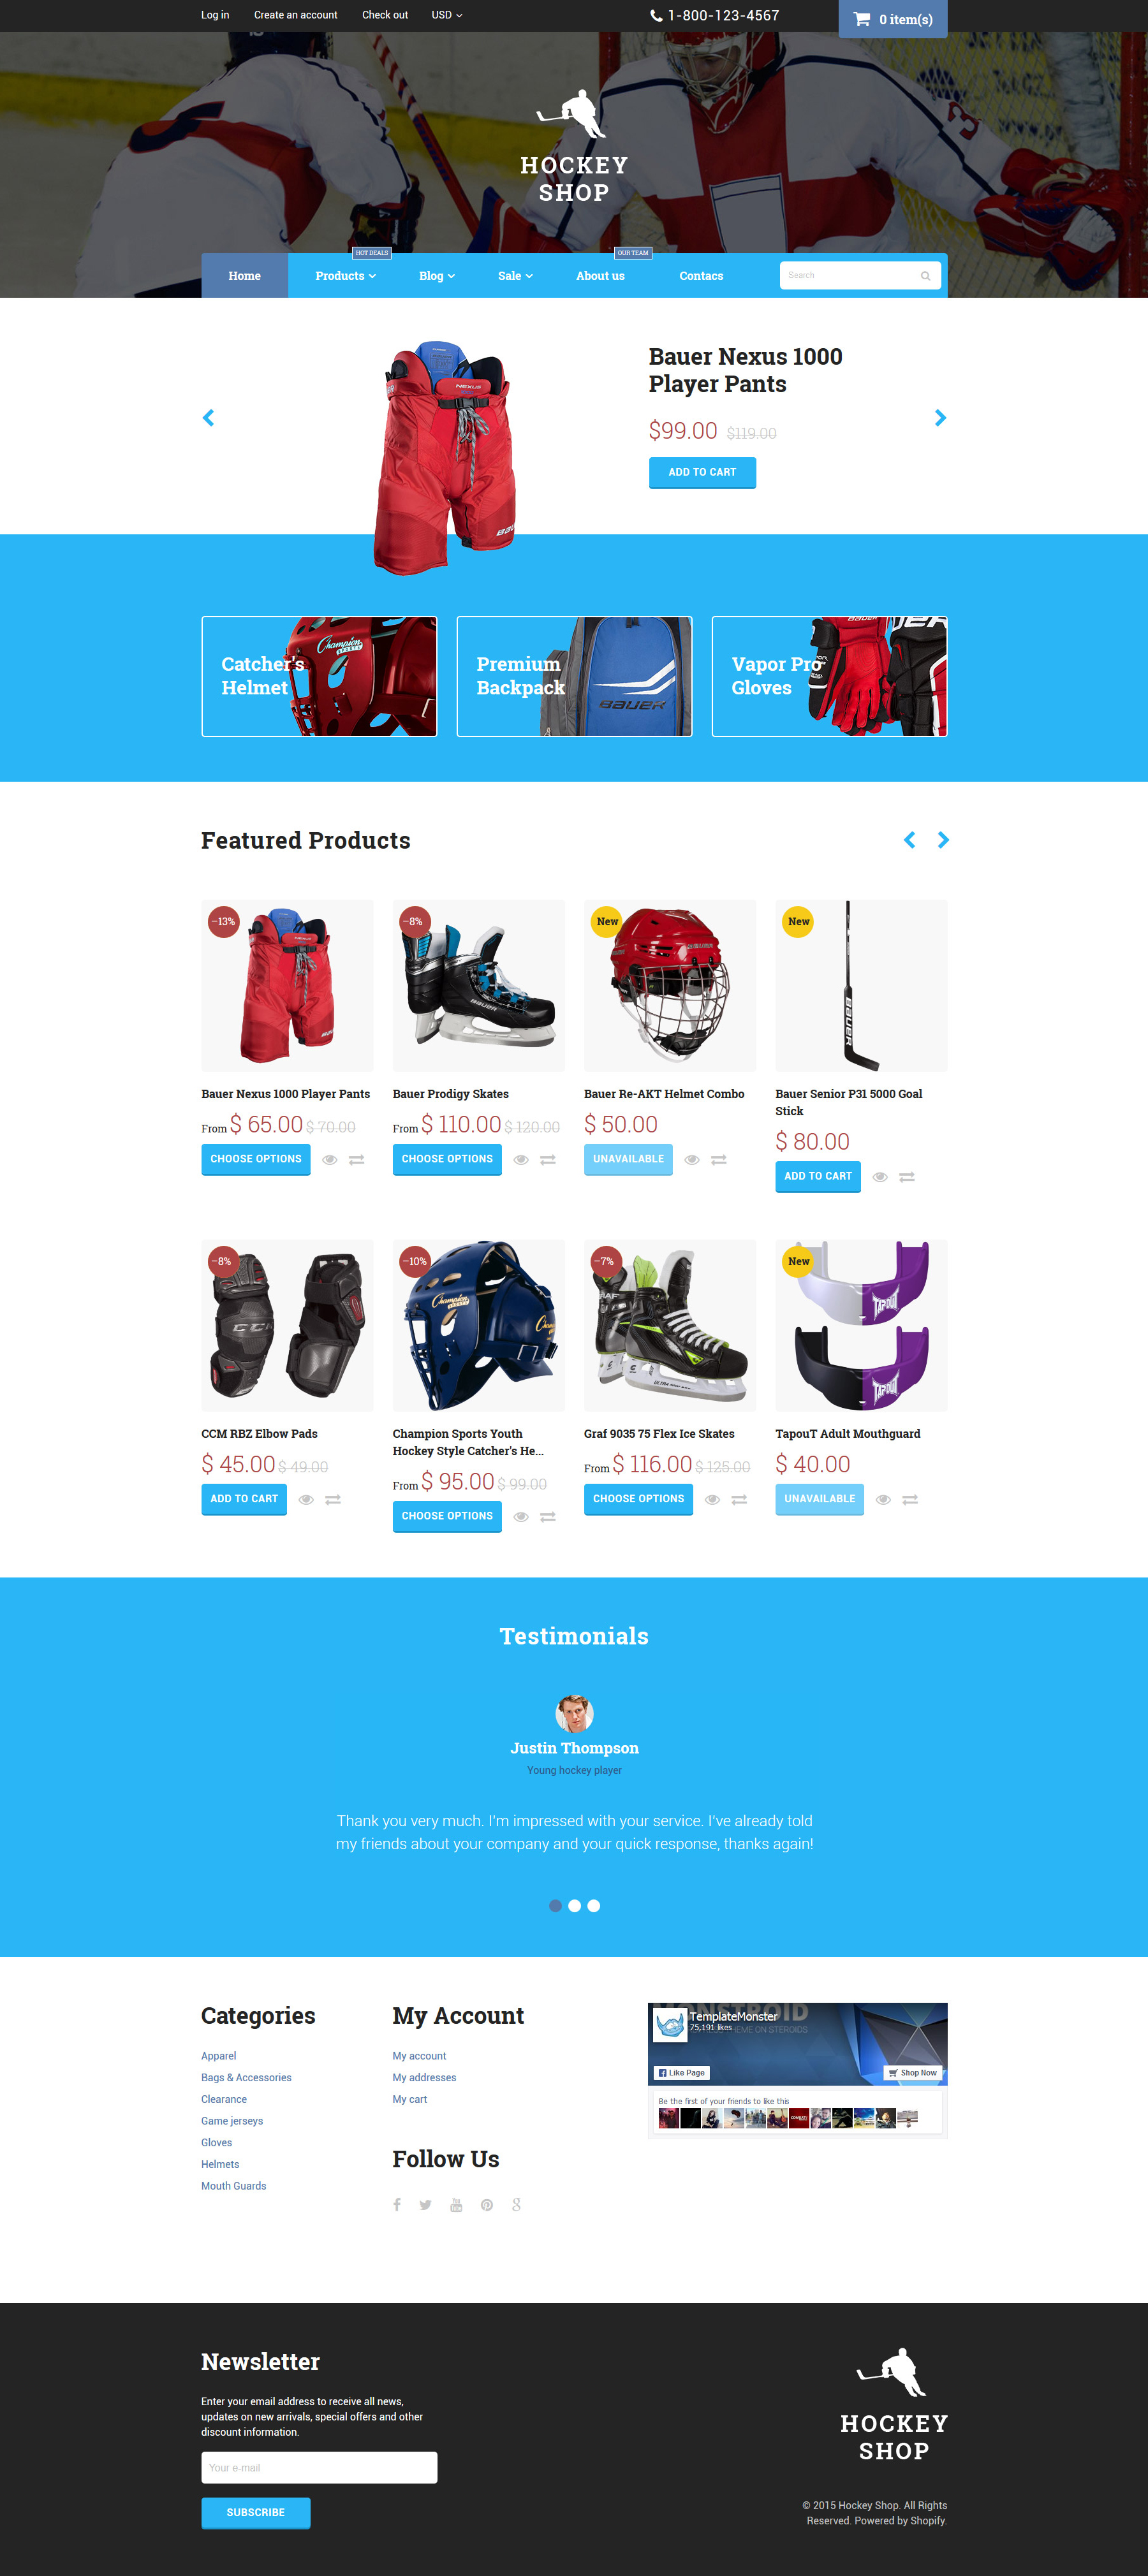 Log in Create an account Check out USD 1-800-123-4567 0 item(s)
HOCKEY
SHOP
HOT DEALS OUR TEAM
Home Products Blog Sale About us Contacs Search
Bauer Nexus 1000
Player Pants
$99.00 $119.00
ADD TO CART
NEXUS
Catcher's
Helmet
Champion
SPORTS
Premium
Backpack
BAUER
Vapor Pro
Gloves
Featured Products
–13% –8% New New
BAUER
BAUER
Bauer Nexus 1000 Player Pants
From $ 65.00 $ 70.00
CHOOSE OPTIONS
Bauer Prodigy Skates
From $ 110.00 $ 120.00
CHOOSE OPTIONS
Bauer Re-AKT Helmet Combo
$ 50.00
UNAVAILABLE
Bauer Senior P31 5000 Goal
Stick
$ 80.00
ADD TO CART
–8% –10% –7% New
CCM
Champion
SPORTS
TAPOUT
TAPOUT
CCM RBZ Elbow Pads
$ 45.00 $ 49.00
ADD TO CART
Champion Sports Youth
Hockey Style Catcher's He...
From $ 95.00 $ 99.00
CHOOSE OPTIONS
Graf 9035 75 Flex Ice Skates
From $ 116.00 $ 125.00
CHOOSE OPTIONS
TapouT Adult Mouthguard
$ 40.00
UNAVAILABLE
Testimonials
Justin Thompson
Young hockey player
Thank you very much. I'm impressed with your service. I've already told
my friends about your company and your quick response, thanks again!
Categories
Apparel
Bags & Accessories
Clearance
Game jerseys
Gloves
Helmets
Mouth Guards
My Account
My account
My addresses
My cart
Follow Us
TemplateMonster
75,191 likes
Like Page Shop Now
Be the first of your friends to like this
Newsletter
Enter your email address to receive all news,
updates on new arrivals, special offers and other
discount information.
Your e-mail
SUBSCRIBE
HOCKEY
SHOP
© 2015 Hockey Shop. All Rights
Reserved. Powered by Shopify.